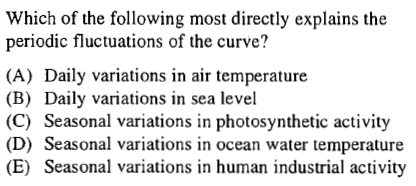 Which of the following most directly explains the
periodic fluctuations of the curve?
(A) Daily variations in air temperature
(B) Daily variations in sea level
(C) Seasonal variations in photosynthetic activity
(D) Seasonal variations in ocean water temperature
(E) Seasonal variations in human industrial activity